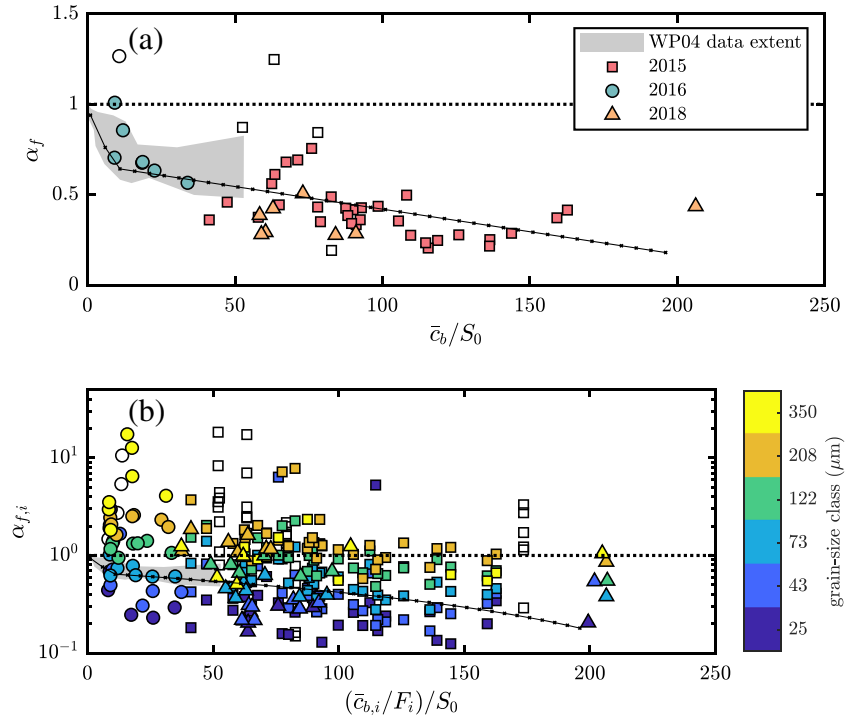 (a)
1.5
1
0.5
0
α_f
WP04 data extent
2015
2016
2018
0 50 100 150 200 250
c̄_b/S_0
(b)
10^1
10^0
10^-1
α_{f,i}
0 50 100 150 200 250
(c̄_{b,i}/F_i)/S_0
350
208
122
73
43
25
grain-size class (μm)